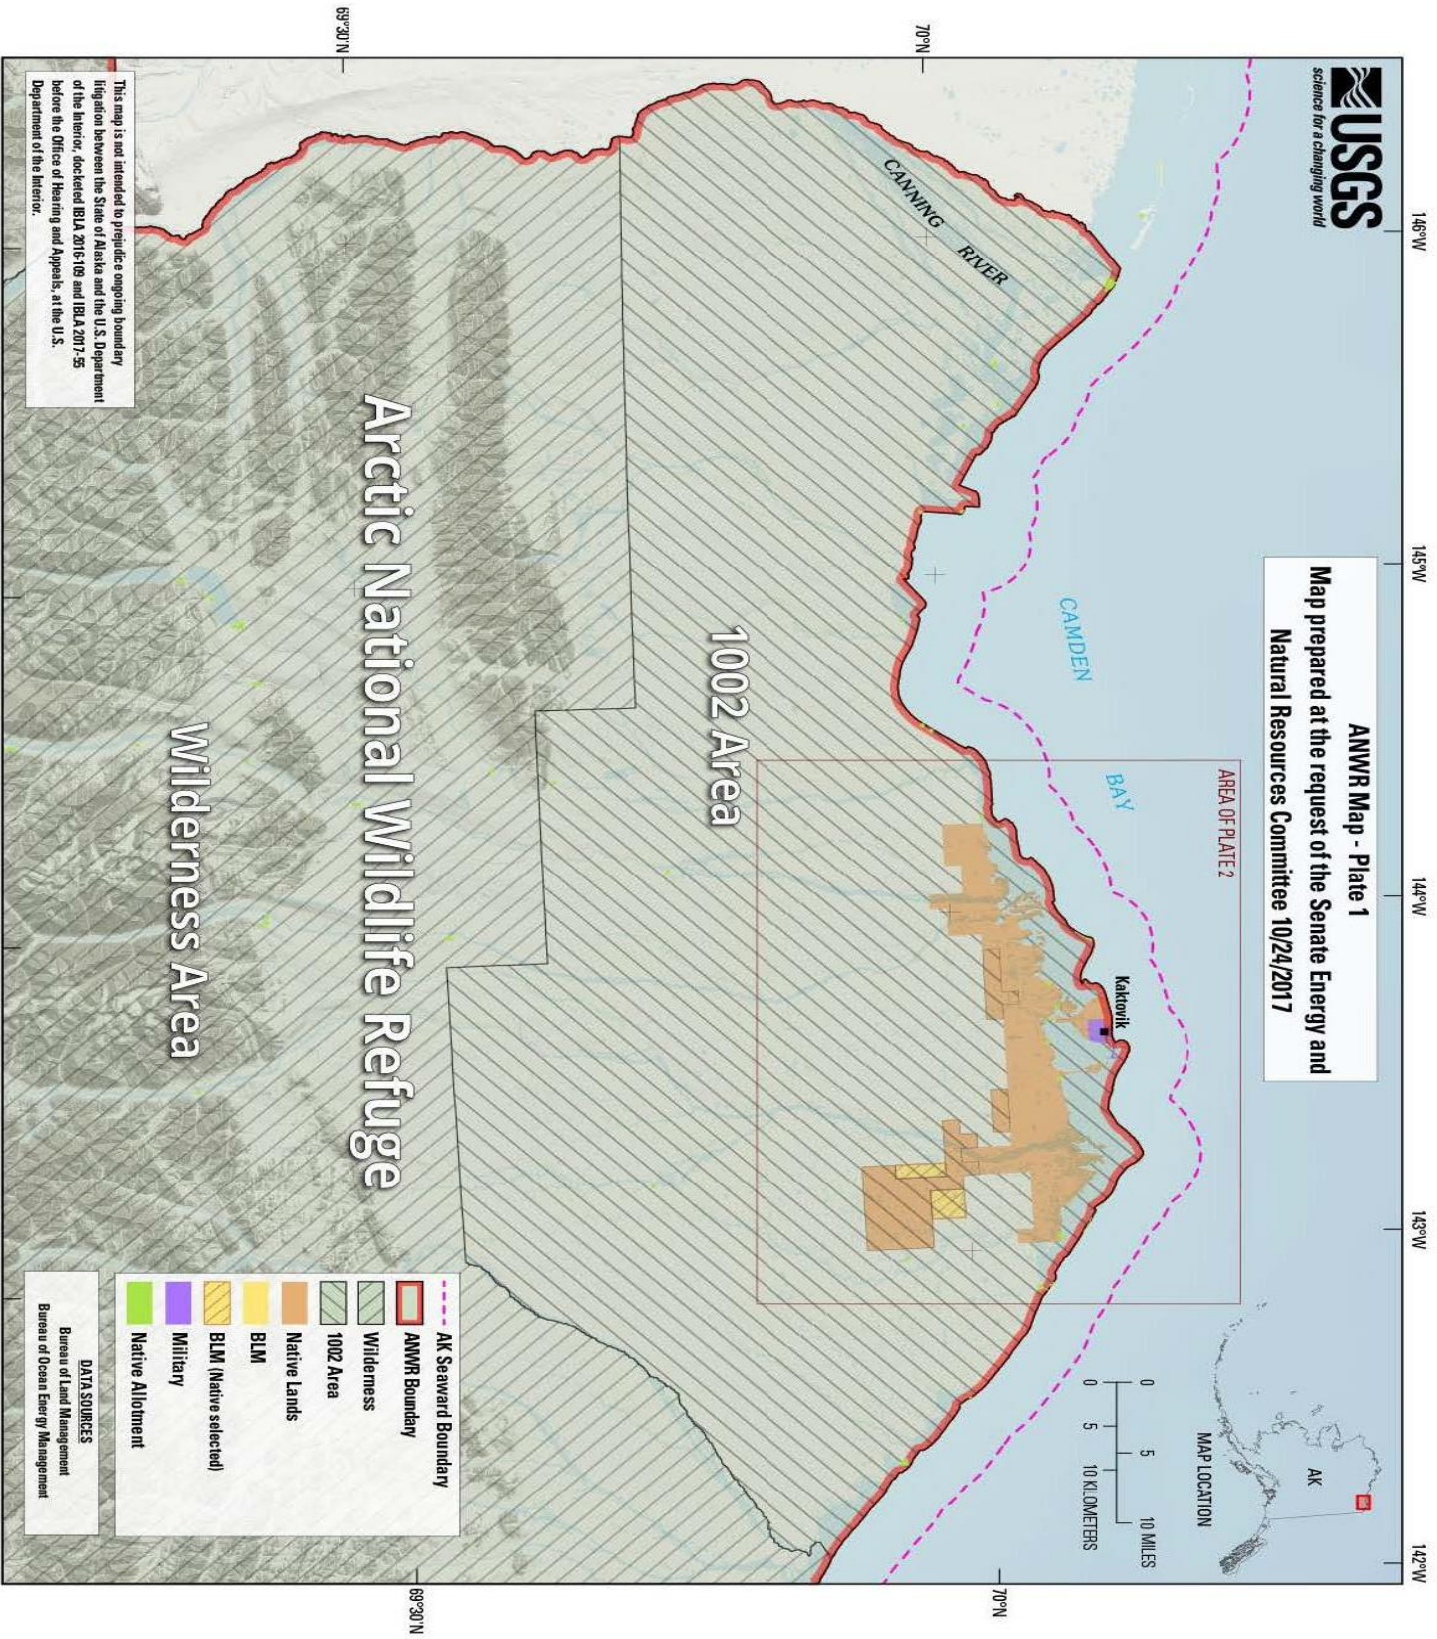 146°W
145°W
144°W
143°W
142°W
USGS
science for a changing world
ANWR Map - Plate 1
Map prepared at the request of the Senate Energy and
Natural Resources Committee 10/24/2017
AK
MAP LOCATION
0 5 10 MILES
0 5 10 KILOMETERS
AREA OF PLATE 2
CAMDEN
BAY
Kaktovik
70°N
70°N
CANNING
RIVER
1002 Area
69°30'N
69°30'N
Arctic National Wildlife Refuge
Wilderness Area
AK Seaward Boundary
ANWR Boundary
Wilderness
1002 Area
Native Lands
BLM
BLM (Native selected)
Military
Native Allotment
This map is not intended to prejudice ongoing boundary
litigation between the State of Alaska and the U.S. Department
of the Interior, docketed IBLA 2016-109 and IBLA 2017-55
before the Office of Hearing and Appeals, at the U.S.
Department of the Interior.
DATA SOURCES
Bureau of Land Management
Bureau of Ocean Energy Management